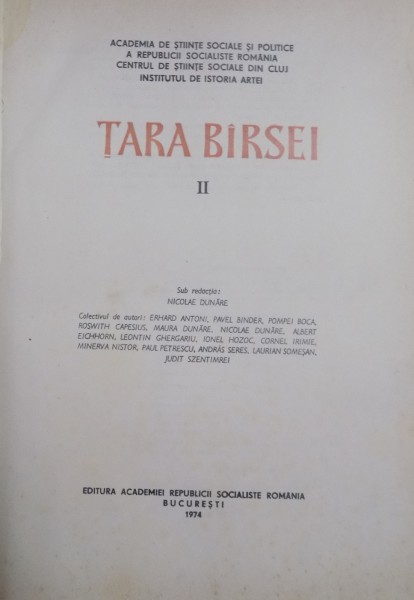 ACADEMIA DE ȘTIINȚE SOCIALE ȘI POLITICE
A REPUBLICII SOCIALISTE ROMÂNIA
CENTRUL DE ȘTIINȚE SOCIALE DIN CLUJ
INSTITUTUL DE ISTORIA ARTEI
ȚARA BÎRSEI
II
Sub redacția:
NICOLAE DUNĂRE
Colectivul de autori: ERHARD ANTONI, PAVEL BINDER, POMPEI BOCA,
ROSWITH CAPESIUS, MAURA DUNĂRE, NICOLAE DUNĂRE, ALBERT
EICHHORN, LEONTIN GHERGARIU, IONEL HOZOC, CORNEL IRIMIE,
MINERVA NISTOR, PAUL PETRESCU, ANDRÁS SERES, LAURIAN SOMEȘAN,
JUDIT SZENTIMREI
EDITURA ACADEMIEI REPUBLICII SOCIALISTE ROMÂNIA
BUCUREȘTI
1974